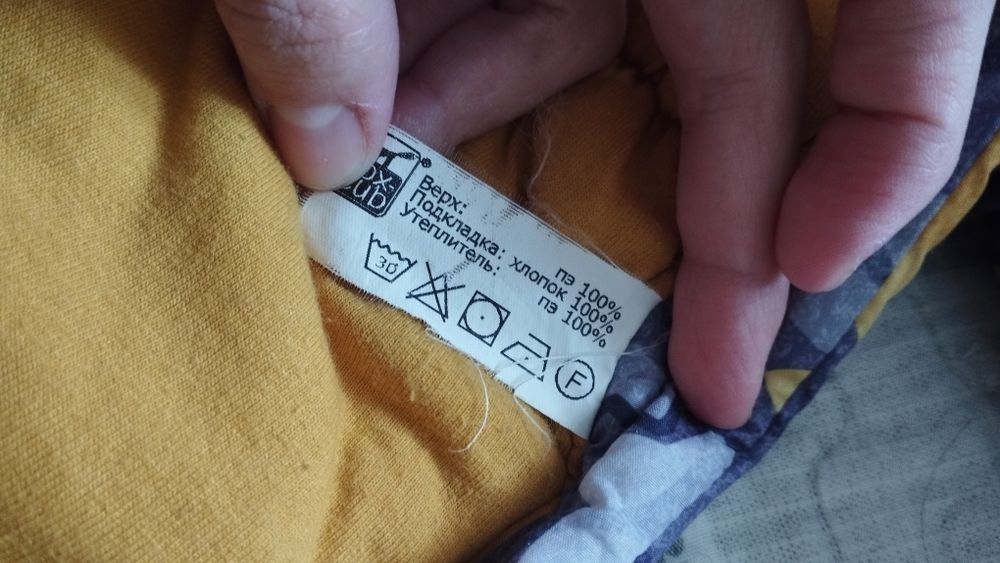 Верх: пэ 100%
Подкладка: хлопок 100%
Утеплитель: пэ 100%
30
F